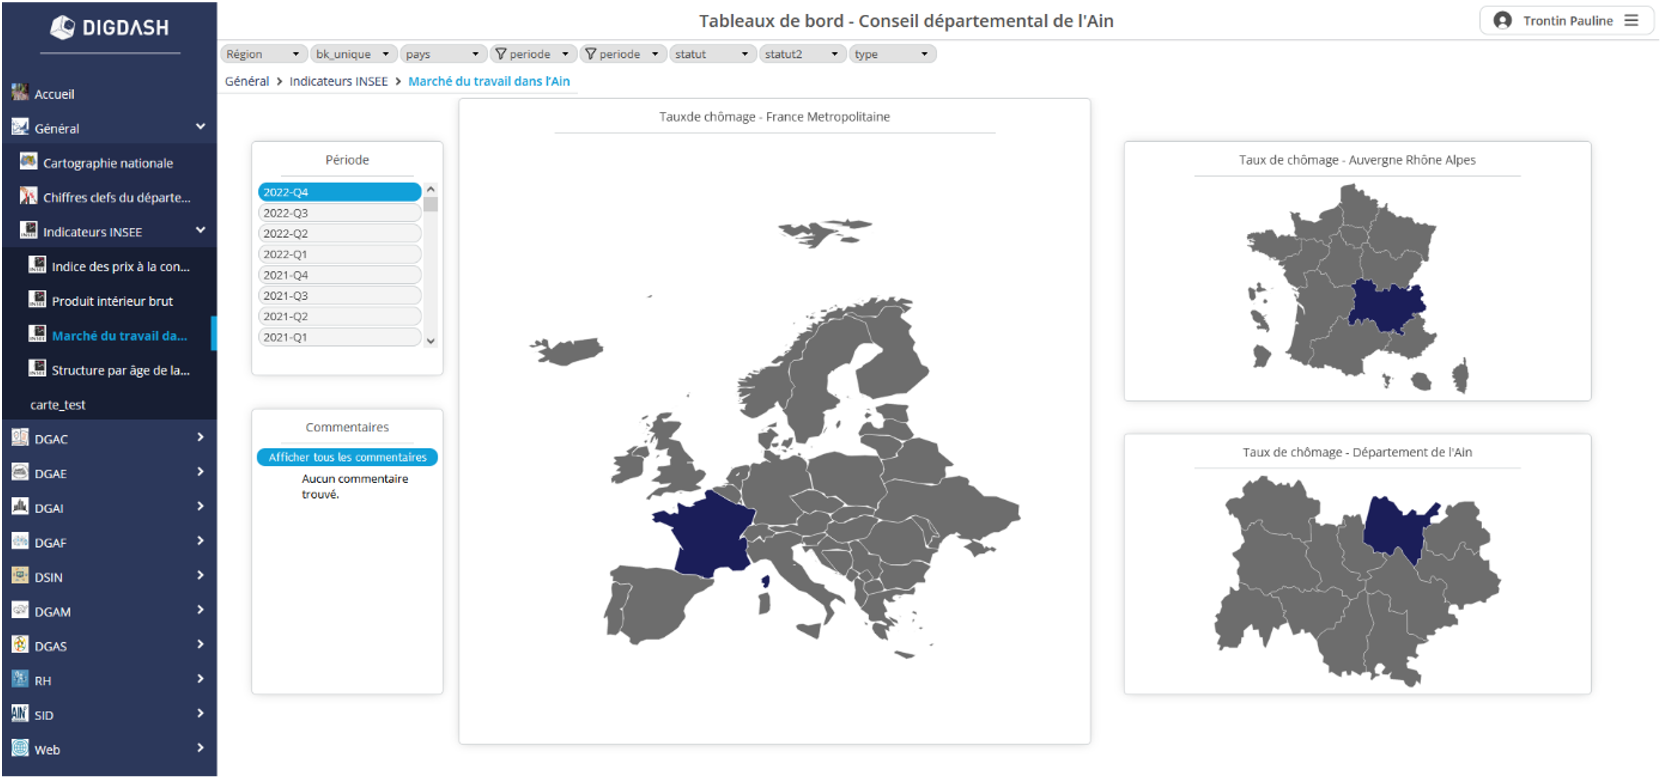 DIGDASH
Tableaux de bord - Conseil départemental de l'Ain
Trontin Pauline
Région
bk_unique
pays
periode
periode
statut
statut2
type
Général > Indicateurs INSEE > Marché du travail dans l'Ain
Accueil
Général
Cartographie nationale
Chiffres clefs du départe...
Indicateurs INSEE
Indice des prix à la con...
Produit intérieur brut
Marché du travail da...
Structure par âge de la...
carte_test
DGAC
DGAE
DGAI
DGAF
DSIN
DGAM
DGAS
RH
SID
Web
Période
2022-Q4
2022-Q3
2022-Q2
2022-Q1
2021-Q4
2021-Q3
2021-Q2
2021-Q1
Commentaires
Afficher tous les commentaires
Aucun commentaire
trouvé.
Tauxde chômage - France Metropolitaine
Taux de chômage - Auvergne Rhône Alpes
Taux de chômage - Département de l'Ain